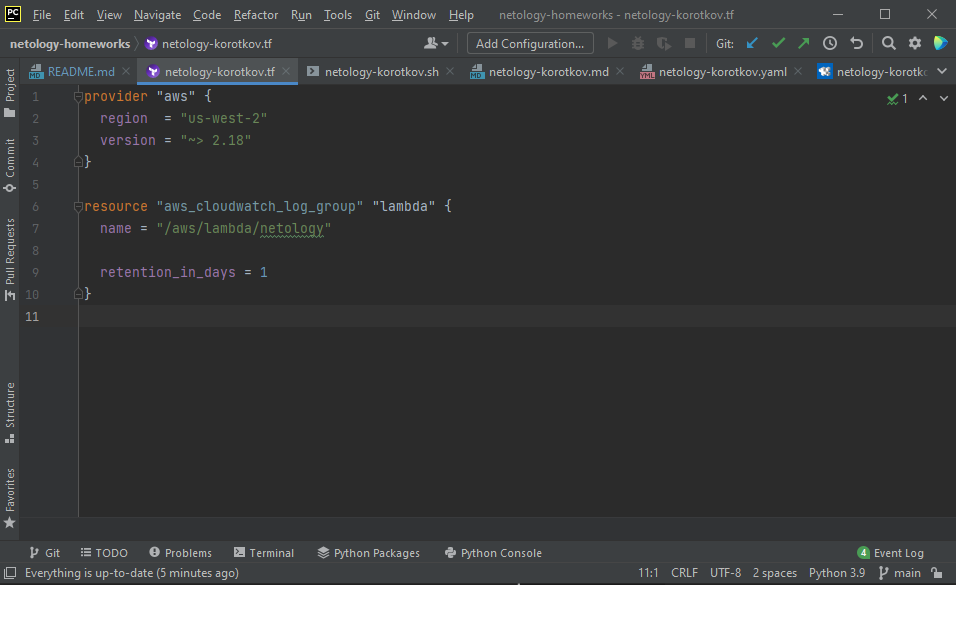 PC File Edit View Navigate Code Refactor Run Tools Git Window Help netology-homeworks - netology-korotkov.tf
netology-homeworks netology-korotkov.tf Add Configuration... Git:
README.md netology-korotkov.tf netology-korotkov.sh netology-korotkov.md netology-korotkov.yaml netology-korotk
Project
Commit
Pull Requests
Structure
Favorites
1 provider "aws" {
2 region = "us-west-2"
3 version = "~> 2.18"
4 }
5
6 resource "aws_cloudwatch_log_group" "lambda" {
7 name = "/aws/lambda/netology"
8
9 retention_in_days = 1
10 }
11
1
Git TODO Problems Terminal Python Packages Python Console 4 Event Log
Everything is up-to-date (5 minutes ago) 11:1 CRLF UTF-8 2 spaces Python 3.9 main